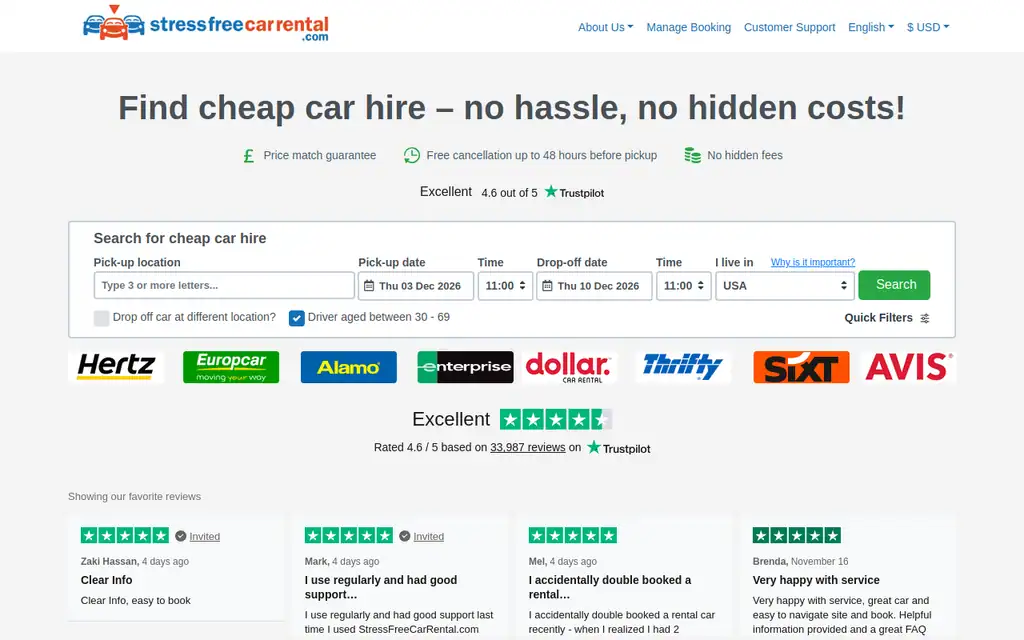 stressfreecarrental
.com
About Us Manage Booking Customer Support English $ USD
Find cheap car hire – no hassle, no hidden costs!
£ Price match guarantee Free cancellation up to 48 hours before pickup No hidden fees
Excellent 4.6 out of 5 Trustpilot
Search for cheap car hire
Pick-up location Pick-up date Time Drop-off date Time I live in Why is it important?
Type 3 or more letters... Thu 03 Dec 2026 11:00 Thu 10 Dec 2026 11:00 USA Search
Drop off car at different location? Driver aged between 30 - 69 Quick Filters
Hertz Europcar moving your way Alamo enterprise dollar. CAR RENTAL Thrifty SiXT AVIS
Excellent
Rated 4.6 / 5 based on 33,987 reviews on Trustpilot
Showing our favorite reviews
Invited
Zaki Hassan, 4 days ago
Clear Info
Clear Info, easy to book
Invited
Mark, 4 days ago
I use regularly and had good
support…
I use regularly and had good support last
time I used StressFreeCarRental.com
Mel, 4 days ago
I accidentally double booked a
rental…
I accidentally double booked a rental car
recently - when I realized I had 2
Brenda, November 16
Very happy with service
Very happy with service, great car and
easy to navigate site and book. Helpful
information provided and a great FAQ